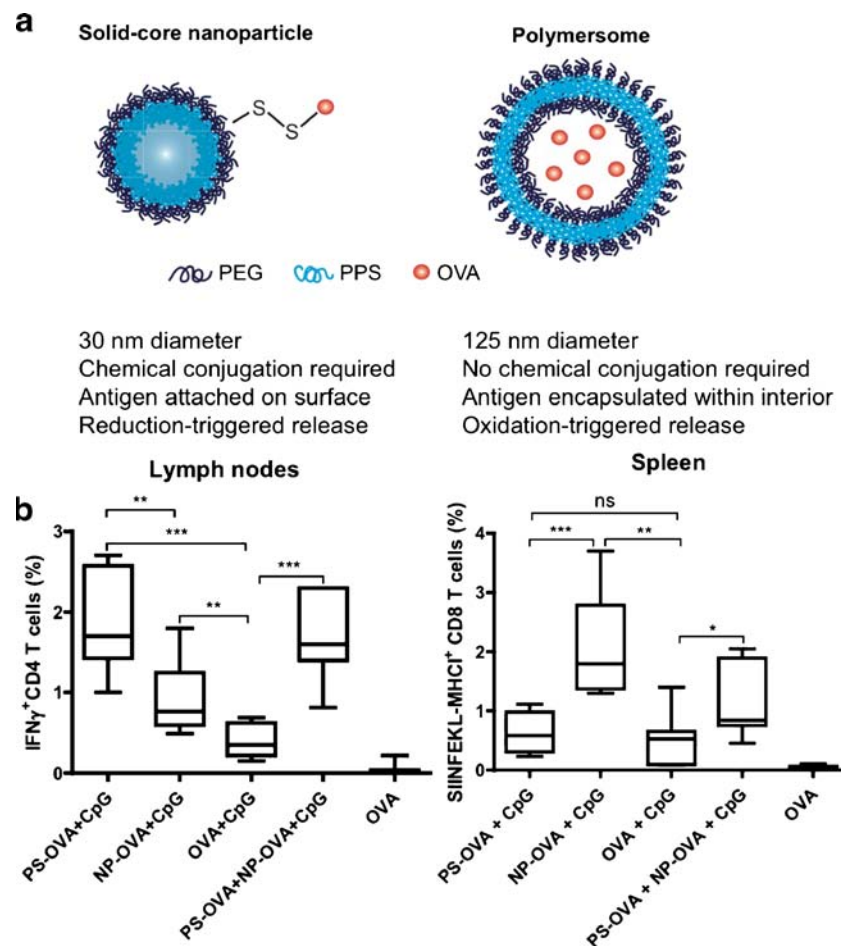 a
Solid-core nanoparticle
Polymersome
S
S
PEG
PPS
OVA
30 nm diameter
Chemical conjugation required
Antigen attached on surface
Reduction-triggered release
125 nm diameter
No chemical conjugation required
Antigen encapsulated within interior
Oxidation-triggered release
b
Lymph nodes
IFNγ⁺CD4 T cells (%)
3
2
1
0
**
***
***
**
PS-OVA+CpG
NP-OVA+CpG
OVA+CpG
PS-OVA+NP-OVA+CpG
OVA
Spleen
SIINFEKL-MHCI⁺ CD8 T cells (%)
4
3
2
1
0
ns
***
**
*
PS-OVA + CpG
NP-OVA + CpG
OVA + CpG
PS-OVA + NP-OVA + CpG
OVA